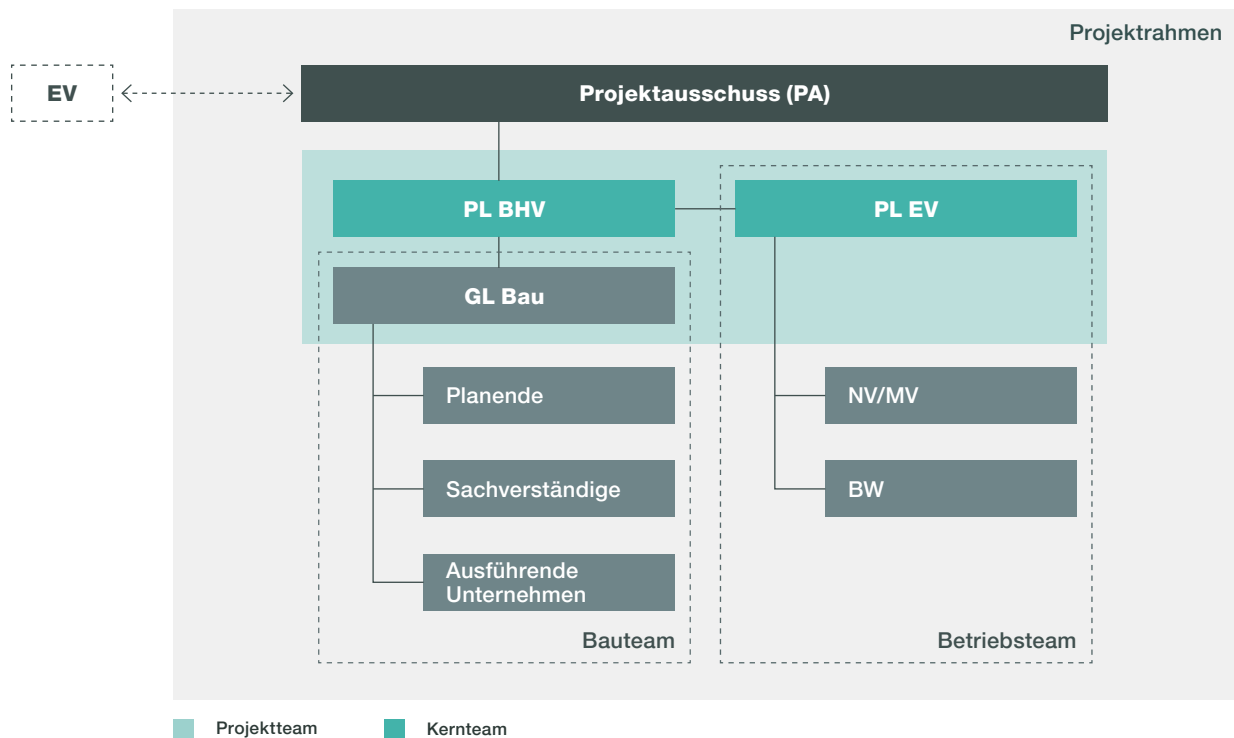 Projektrahmen
EV
Projektausschuss (PA)
PL BHV
PL EV
GL Bau
Planende
NV/MV
Sachverständige
BW
Ausführende
Unternehmen
Bauteam
Betriebsteam
Projektteam
Kernteam